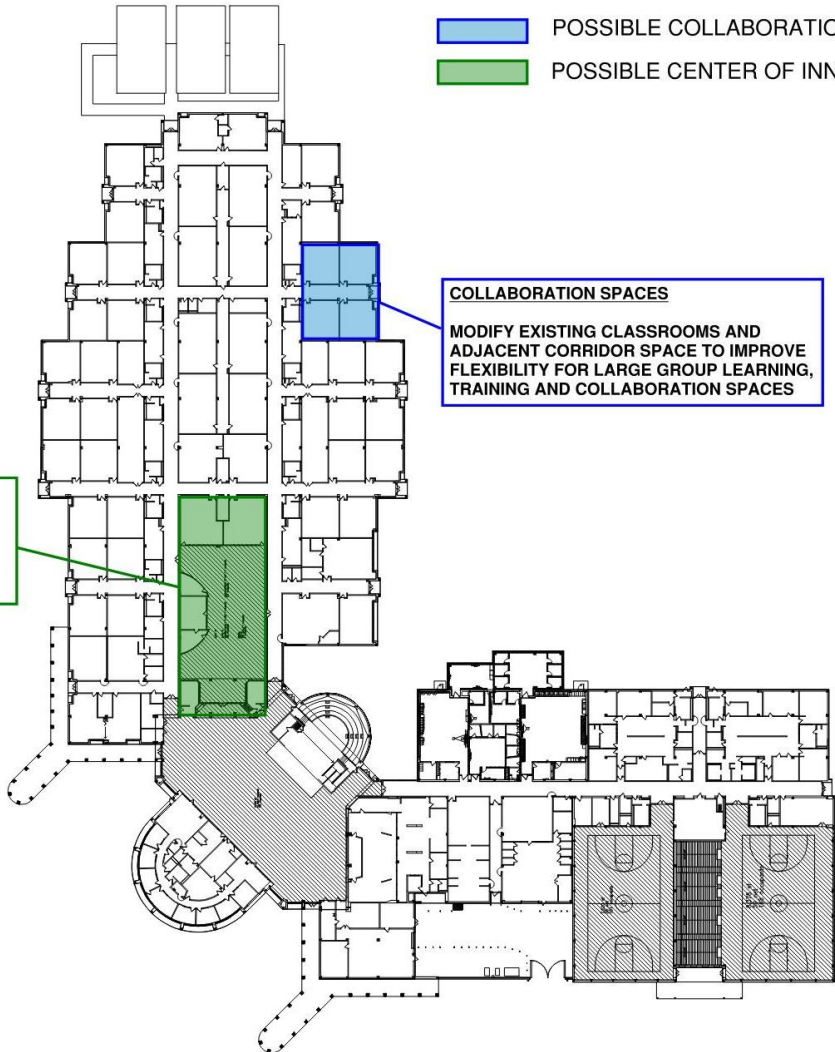 POSSIBLE COLLABORATIO
POSSIBLE CENTER OF INN
COLLABORATION SPACES
MODIFY EXISTING CLASSROOMS AND
ADJACENT CORRIDOR SPACE TO IMPROVE
FLEXIBILITY FOR LARGE GROUP LEARNING,
TRAINING AND COLLABORATION SPACES